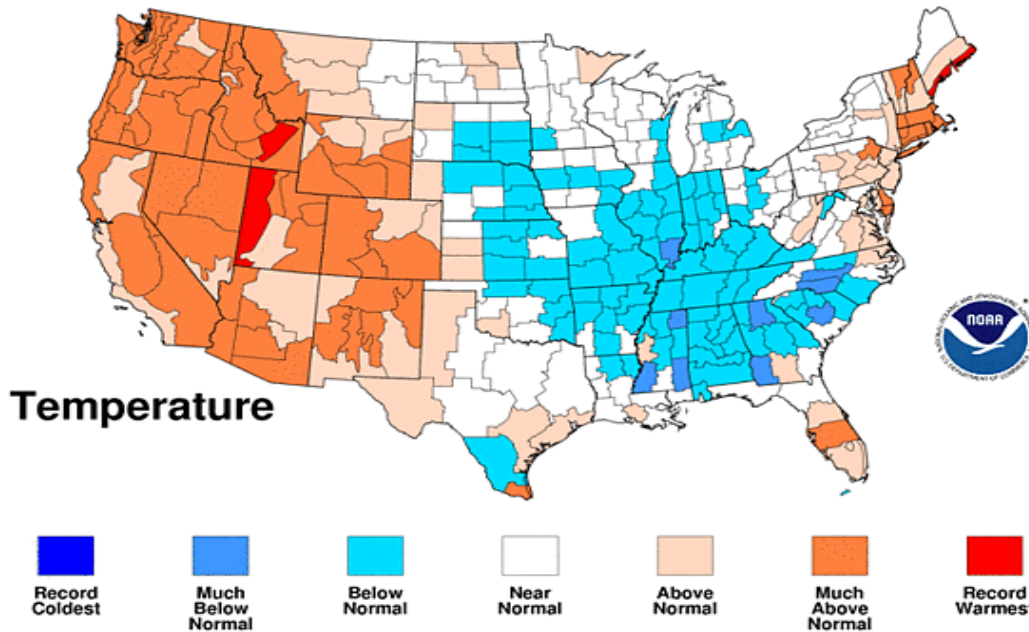 NOAA
Temperature
Record
Coldest
Much
Below
Normal
Below
Normal
Near
Normal
Above
Normal
Much
Above
Normal
Record
Warmest